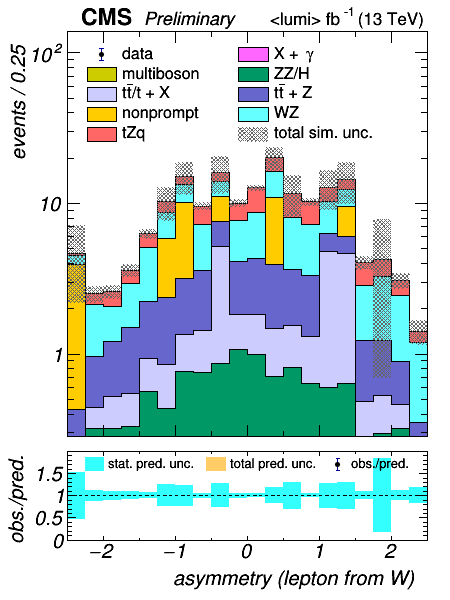 CMS Preliminary <lumi> fb⁻¹ (13 TeV)
events / 0.25
10²
10
1
data
X + γ
multiboson
ZZ/H
tt̄/t + X
tt̄ + Z
nonprompt
WZ
tZq
total sim. unc.
obs./pred.
stat. pred. unc. total pred. unc. obs./pred.
1.5
1
0.5
0
−2 −1 0 1 2
asymmetry (lepton from W)